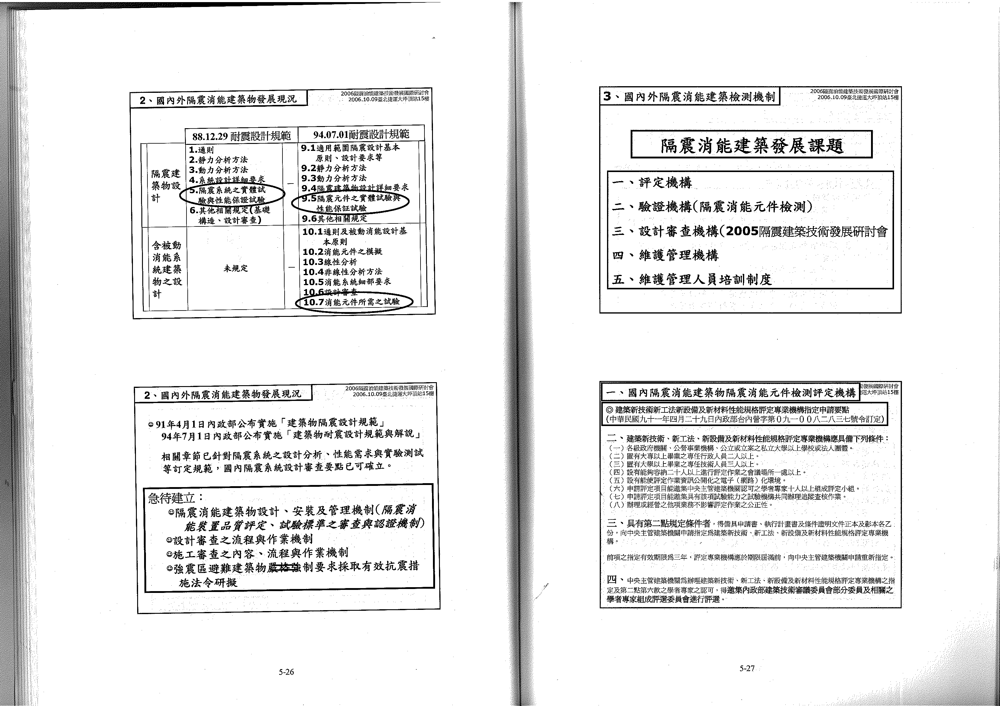 2、國內外隔震消能建築物發展現況
2006隔震消能建築技術發展國際研討會
2006.10.09臺北捷運大坪頂站15樓
88.12.29 耐震設計規範
94.07.01耐震設計規範
隔震建
築物設
計
1.通則
2.靜力分析方法
3.動力分析方法
4.系統設計詳細要求
5.隔震系統之實體試
驗與性能保證試驗
6.其他相關規定(基礎
構造、設計審查)
—
9.1適用範圍隔震設計基本
原則、設計要求等
9.2靜力分析方法
9.3動力分析方法
9.4隔震建築物設計詳細要求
9.5隔震元件之實體試驗與
性能保証試驗
9.6其他相關規定
含被動
消能系
統建築
物之設
計
未規定
—
10.1通則及被動消能設計基
本原則
10.2消能元件之模擬
10.3線性分析
10.4非線性分析方法
10.5消能系統細部要求
10.6設計審查
10.7消能元件所需之試驗
2、國內外隔震消能建築物發展現況
2006隔震消能建築技術發展國際研討會
2006.10.09臺北捷運大坪頂站15樓
☺91年4月1日內政部公布實施「建築物隔震設計規範」
94年7月1日內政部公布實施「建築物耐震設計規範與解說」
相關章節已針對隔震系統之設計分析、性能需求與實驗測試
等訂定規範，國內隔震系統設計審查要點已可確立。
急待建立：
☺隔震消能建築物設計、安裝及管理機制(隔震消
能裝置品質評定、試驗標準之審查與認證機制)
☺設計審查之流程與作業機制
☺施工審查之內容、流程與作業機制
☺強震區避難建築物嚴格強制要求採取有效抗震措
施法令研擬
5-26
3、國內外隔震消能建築檢測機制
2006隔震消能建築技術發展國際研討會
2006.10.09臺北捷運大坪頂站15樓
隔震消能建築發展課題
一、評定機構
二、驗證機構(隔震消能元件檢測)
三、設計審查機構(2005隔震建築技術發展研討會
四、維護管理機構
五、維護管理人員培訓制度
一、國內隔震消能建築物隔震消能元件檢測評定機構
術發展國際研討會
運大坪頂站15樓
◎ 建築新技術新工法新設備及新材料性能規格評定專業機構指定申請要點
(中華民國九十一年四月二十九日內政部台內營字第０九一００八二八三七號令訂定)
二、建築新技術、新工法、新設備及新材料性能規格評定專業機構應具備下列條件：
（一）各級政府機關、公營事業機構、公立或立案之私立大學以上學校或法人團體。
（二）置有大專以上畢業之專任行政人員二人以上。
（三）置有大學以上畢業之專任技術人員三人以上。
（四）設有能夠容納二十人以上進行評定作業之會議場所一處以上。
（五）設有能使評定作業資訊公開化之電子（網路）化環境。
（六）申請評定項目能邀集中央主管建築機關認可之學者專家十人以上組成評定小組。
（七）申請評定項目能邀集具有該項試驗能力之試驗機構共同辦理追蹤查核作業。
（八）辦理或經營之他項業務不影響評定作業之公正性。
三、具有第二點規定條件者，得備具申請書、執行計畫書及條件證明文件正本及影本各乙
份，向中央主管建築機關申請指定為建築新技術、新工法、新設備及新材料性能規格評定專業機
構。
前項之指定有效期限為三年，評定專業機構應於期限屆滿前，向中央主管建築機關申請重新指定。
四、中央主管建築機關為辦理建築新技術、新工法、新設備及新材料性能規格評定專業機構之指
定及第二點第六款之學者專家之認可，得邀集內政部建築技術審議委員會部分委員及相關之
學者專家組成評選委員會進行評選。
5-27